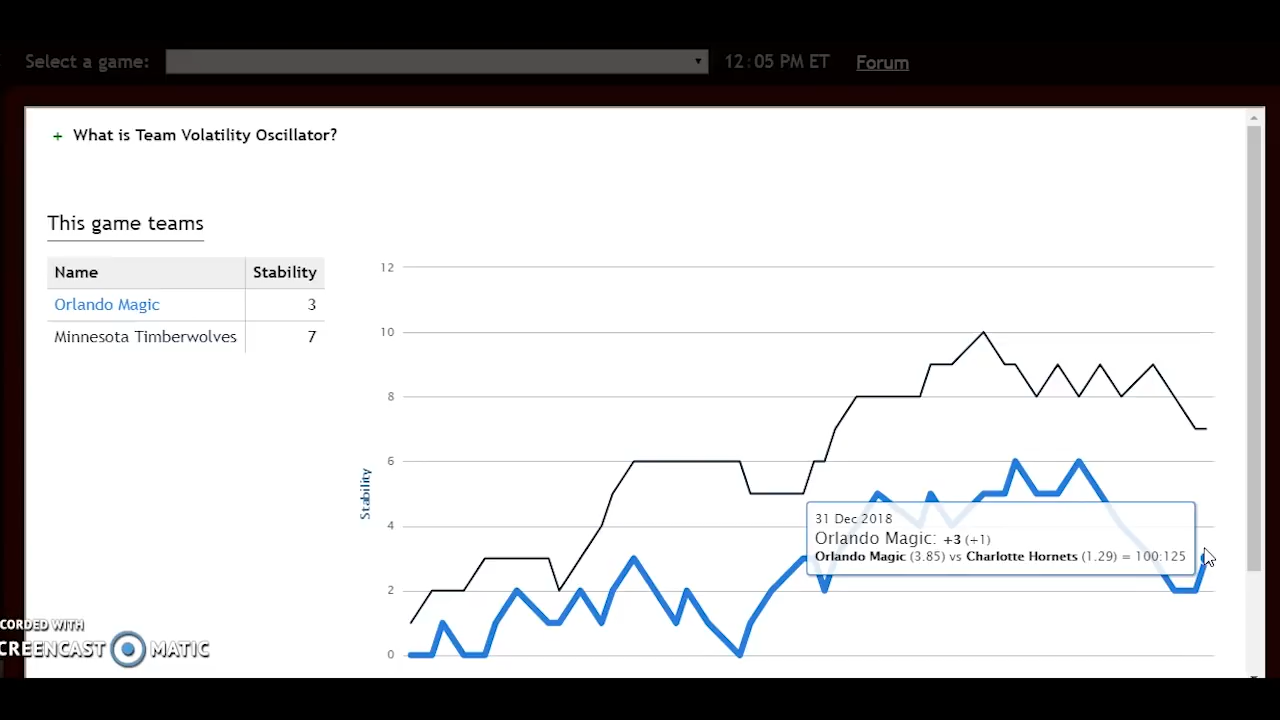 Select a game:
12:05 PM ET
Forum
+ What is Team Volatility Oscillator?
This game teams
Name Stability
Orlando Magic 3
Minnesota Timberwolves 7
12
10
8
6
4
2
0
Stability
31 Dec 2018
Orlando Magic: +3 (+1)
Orlando Magic (3.85) vs Charlotte Hornets (1.29) = 100:125
CORDED WITH
CREENCAST MATIC